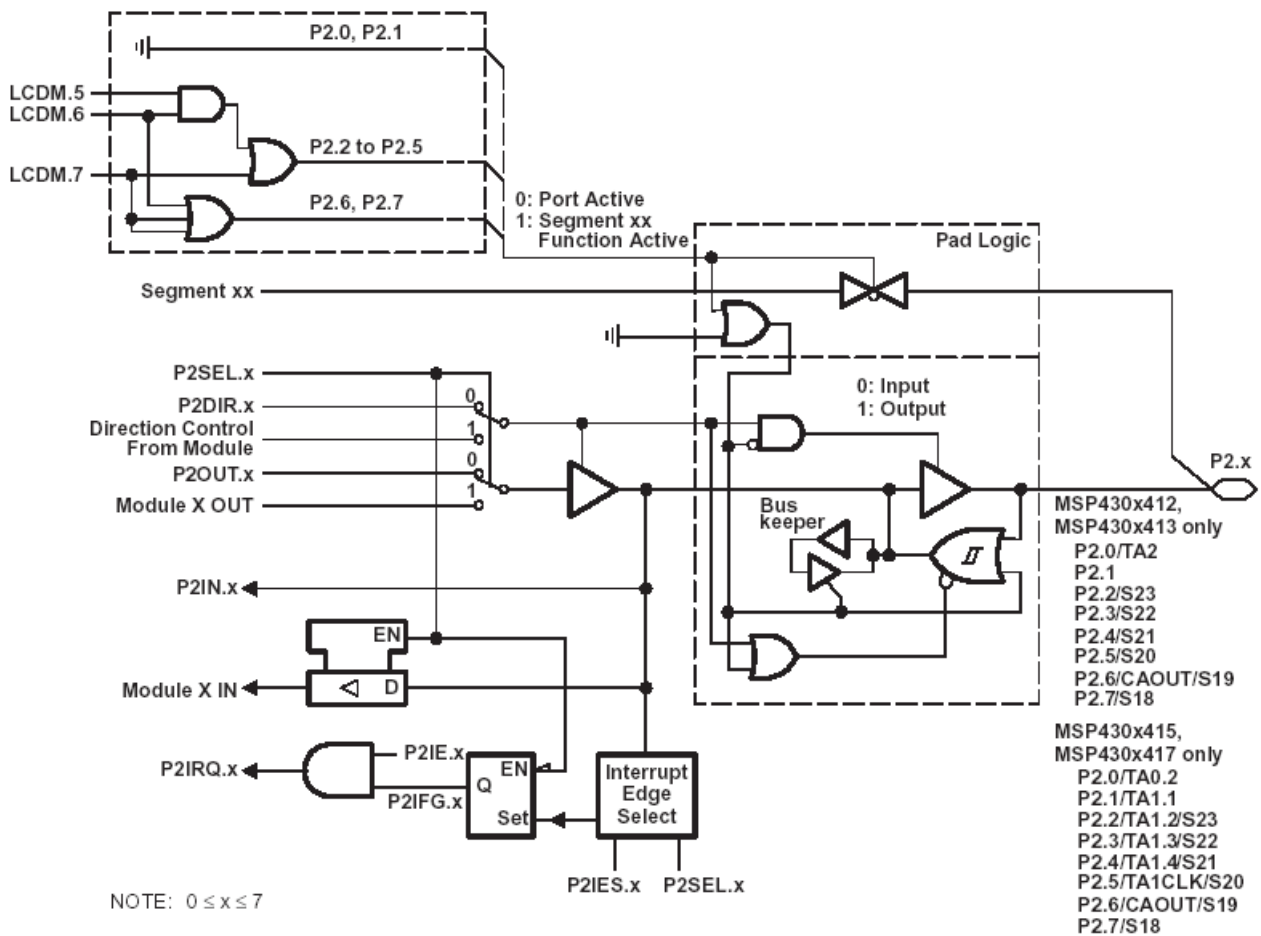 P2.0, P2.1
LCDM.5
LCDM.6
P2.2 to P2.5
LCDM.7
P2.6, P2.7
0: Port Active
1: Segment xx
Function Active
Pad Logic
Segment xx
P2SEL.x
0
P2DIR.x
Direction Control
From Module
1
0
P2OUT.x
1
Module X OUT
0: Input
1: Output
P2.x
Bus
keeper
MSP430x412,
MSP430x413 only
P2.0/TA2
P2.1
P2.2/S23
P2.3/S22
P2.4/S21
P2.5/S20
P2.6/CAOUT/S19
P2.7/S18
P2IN.x
EN
Module X IN
D
MSP430x415,
MSP430x417 only
P2.0/TA0.2
P2.1/TA1.1
P2.2/TA1.2/S23
P2.3/TA1.3/S22
P2.4/TA1.4/S21
P2.5/TA1CLK/S20
P2.6/CAOUT/S19
P2.7/S18
P2IRQ.x
P2IE.x
P2IFG.x
EN
Q
Set
Interrupt
Edge
Select
P2IES.x
P2SEL.x
NOTE: 0 ≤ x ≤ 7